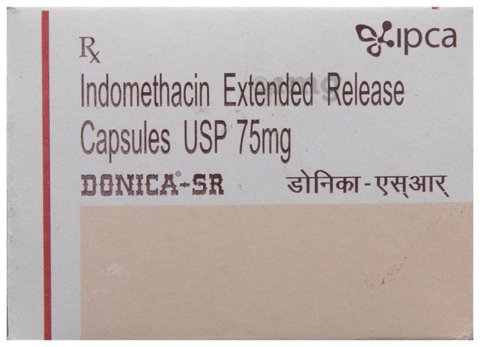 Rx
ipca
Indomethacin Extended Release
Capsules USP 75mg
DONICA®-SR डोनिका-एसआर